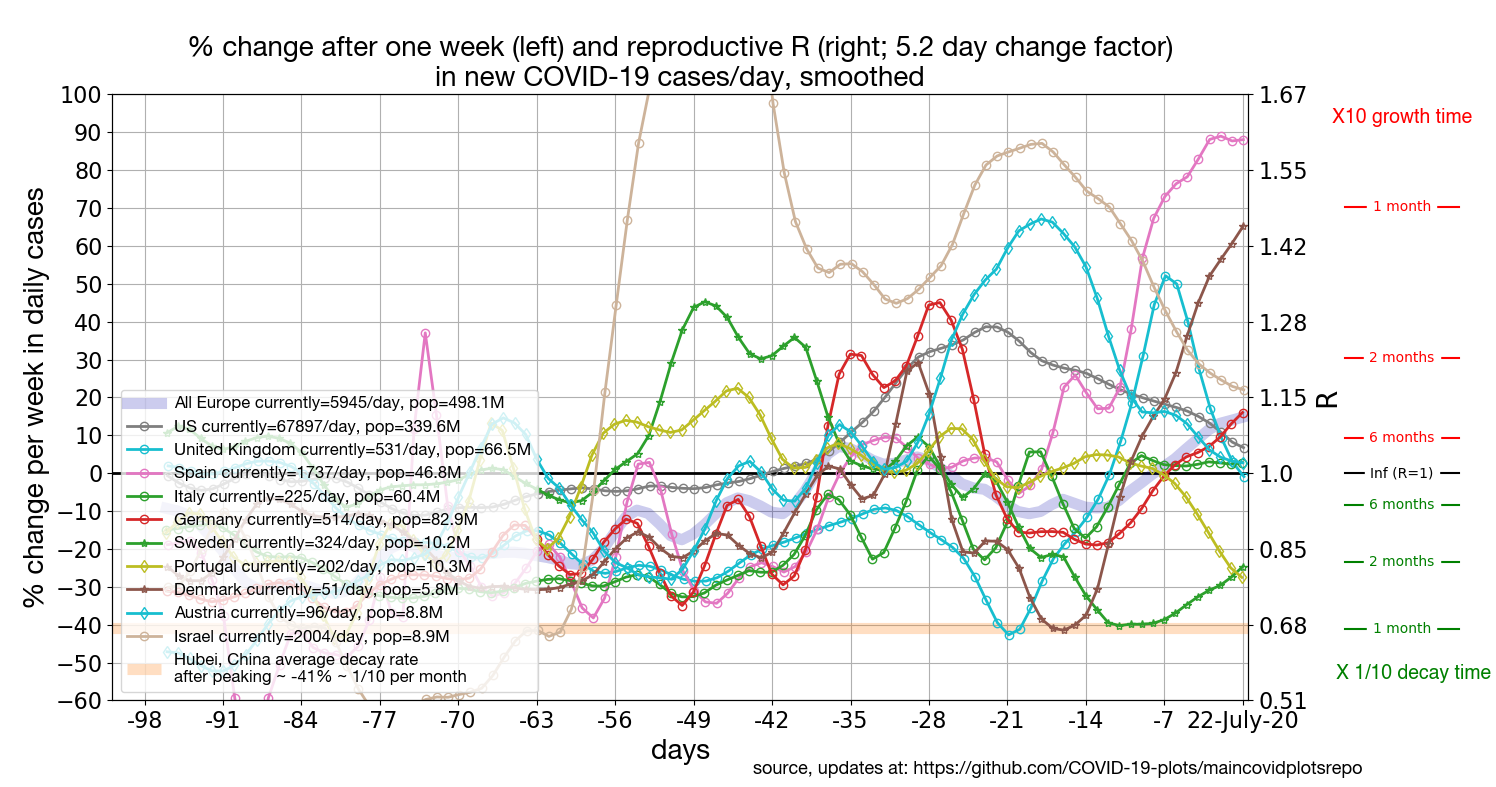 % change after one week (left) and reproductive R (right; 5.2 day change factor)
in new COVID-19 cases/day, smoothed
% change per week in daily cases
100
90
80
70
60
50
40
30
20
10
0
−10
−20
−30
−40
−50
−60
All Europe currently=5945/day, pop=498.1M
US currently=67897/day, pop=339.6M
United Kingdom currently=531/day, pop=66.5M
Spain currently=1737/day, pop=46.8M
Italy currently=225/day, pop=60.4M
Germany currently=514/day, pop=82.9M
Sweden currently=324/day, pop=10.2M
Portugal currently=202/day, pop=10.3M
Denmark currently=51/day, pop=5.8M
Austria currently=96/day, pop=8.8M
Israel currently=2004/day, pop=8.9M
Hubei, China average decay rate
after peaking ~ -41% ~ 1/10 per month
1.67
1.55
1.42
1.28
1.15
1.0
0.85
0.68
0.51
R
X10 growth time
1 month
2 months
6 months
Inf (R=1)
6 months
2 months
1 month
X 1/10 decay time
-98 -91 -84 -77 -70 -63 -56 -49 -42 -35 -28 -21 -14 -7 22-July-20
days
source, updates at: https://github.com/COVID-19-plots/maincovidplotsrepo